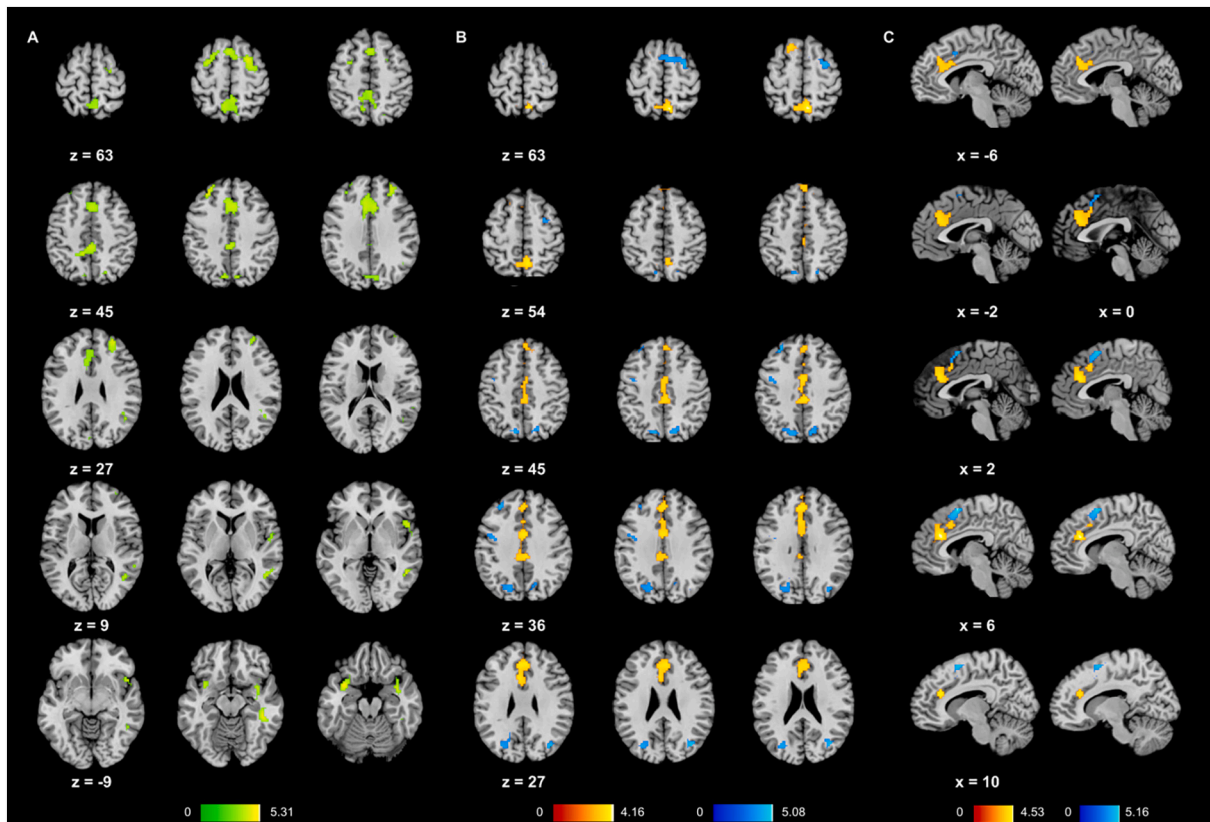 A B C
z = 63 z = 63 x = -6
z = 45 z = 54 x = -2 x = 0
z = 27 z = 45 x = 2
z = 9 z = 36 x = 6
z = -9 z = 27 x = 10
0 5.31 0 4.16 0 5.08 0 4.53 0 5.16